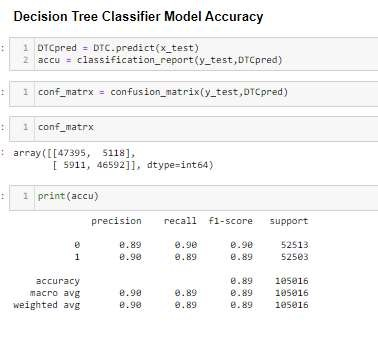 Decision Tree Classifier Model Accuracy
: 1 DTCpred = DTC.predict(x_test)
2 accu = classification_report(y_test,DTCpred)
: 1 conf_matrx = confusion_matrix(y_test,DTCpred)
: 1 conf_matrx
: array([[47395, 5118],
[ 5911, 46592]], dtype=int64)
: 1 print(accu)
precision recall f1-score support
0 0.89 0.90 0.90 52513
1 0.90 0.89 0.89 52503
accuracy 0.89 105016
macro avg 0.90 0.89 0.89 105016
weighted avg 0.90 0.89 0.89 105016